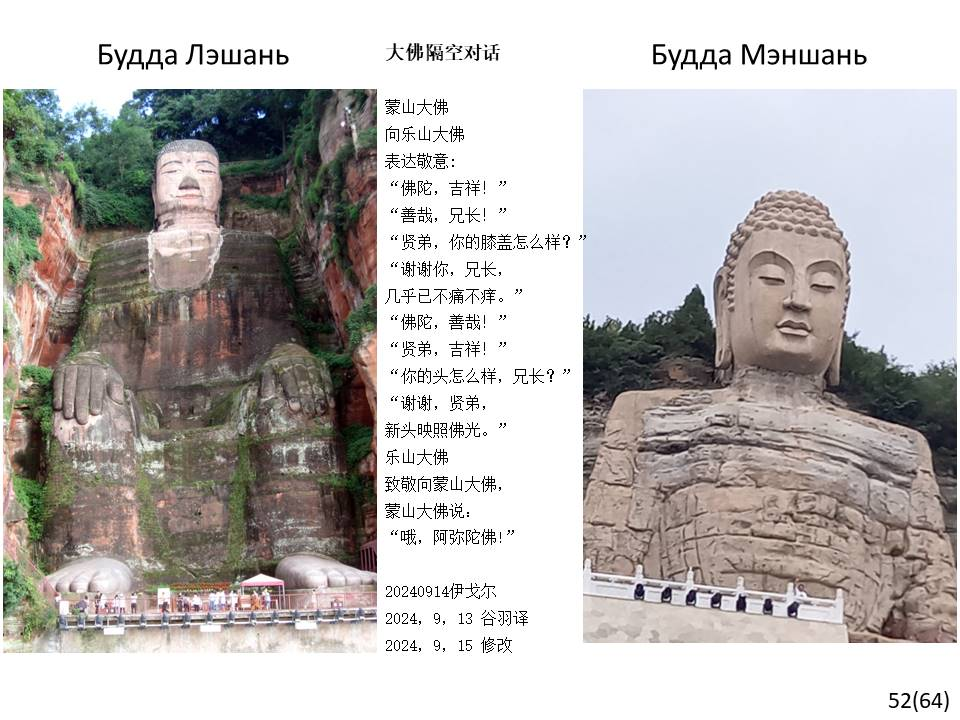 Будда Лэшань
大佛隔空对话
Будда Мэншань
蒙山大佛
向乐山大佛
表达敬意:
“佛陀，吉祥！”
“善哉，兄长！”
“贤弟，你的膝盖怎么样？”
“谢谢你，兄长，
几乎已不痛不痒。”
“佛陀，善哉！”
“贤弟，吉祥！”
“你的头怎么样，兄长？”
“谢谢，贤弟，
新头映照佛光。”
乐山大佛
致敬向蒙山大佛，
蒙山大佛说：
“哦，阿弥陀佛!”
20240914伊戈尔
2024，9，13 谷羽译
2024，9，15 修改
52(64)